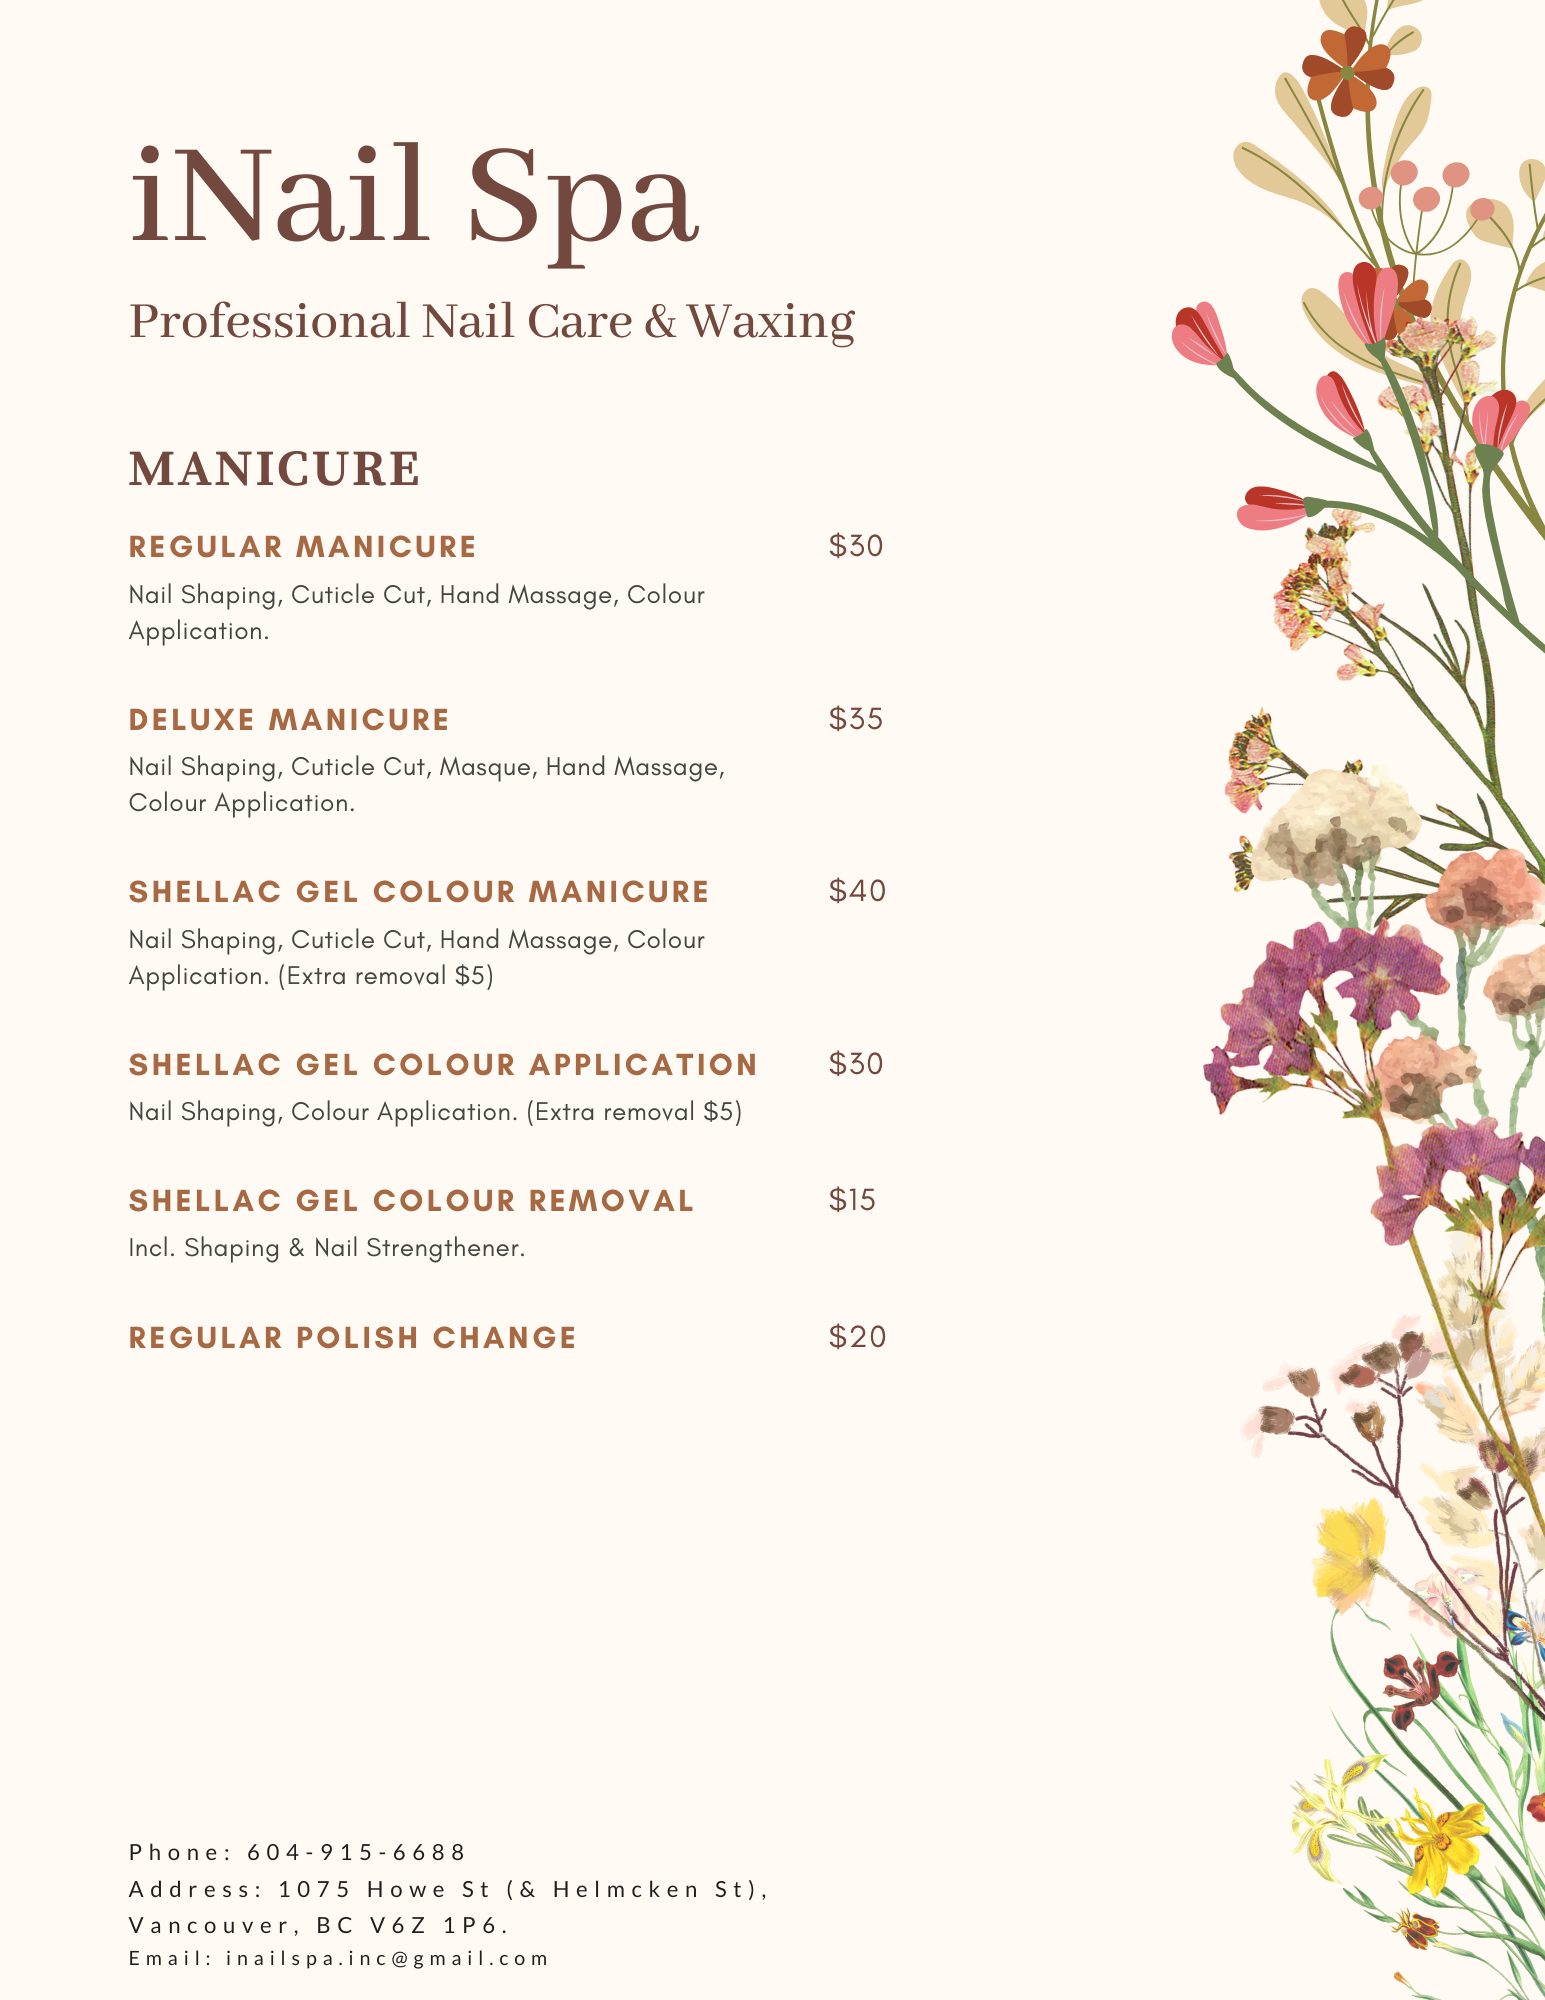 iNail Spa
Professional Nail Care & Waxing
MANICURE
REGULAR MANICURE $30
Nail Shaping, Cuticle Cut, Hand Massage, Colour
Application.
DELUXE MANICURE $35
Nail Shaping, Cuticle Cut, Masque, Hand Massage,
Colour Application.
SHELLAC GEL COLOUR MANICURE $40
Nail Shaping, Cuticle Cut, Hand Massage, Colour
Application. (Extra removal $5)
SHELLAC GEL COLOUR APPLICATION $30
Nail Shaping, Colour Application. (Extra removal $5)
SHELLAC GEL COLOUR REMOVAL $15
Incl. Shaping & Nail Strengthener.
REGULAR POLISH CHANGE $20
Phone: 604-915-6688
Address: 1075 Howe St (& Helmcken St),
Vancouver, BC V6Z 1P6.
Email: inailspa.inc@gmail.com